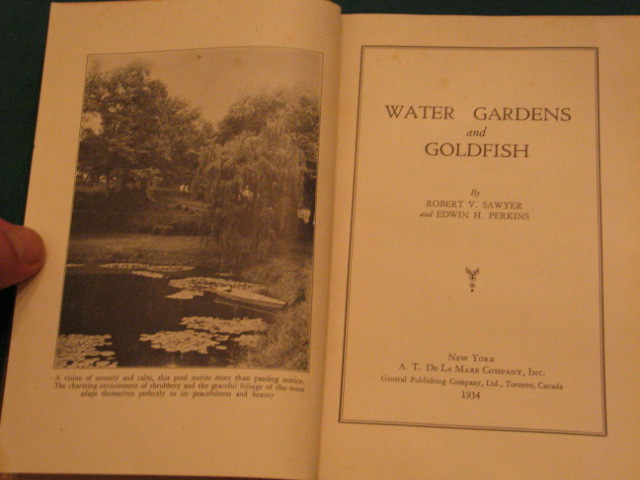 A vision of serenity and calm, this pool merits more than passing notice.
The charming environment of shrubbery and the graceful foliage of the trees
adapt themselves perfectly to its peacefulness and beauty
WATER GARDENS
and
GOLDFISH
By
ROBERT V. SAWYER
and EDWIN H. PERKINS
NEW YORK
A. T. DE LA MARE COMPANY, INC.
General Publishing Company, Ltd., Toronto, Canada
1934